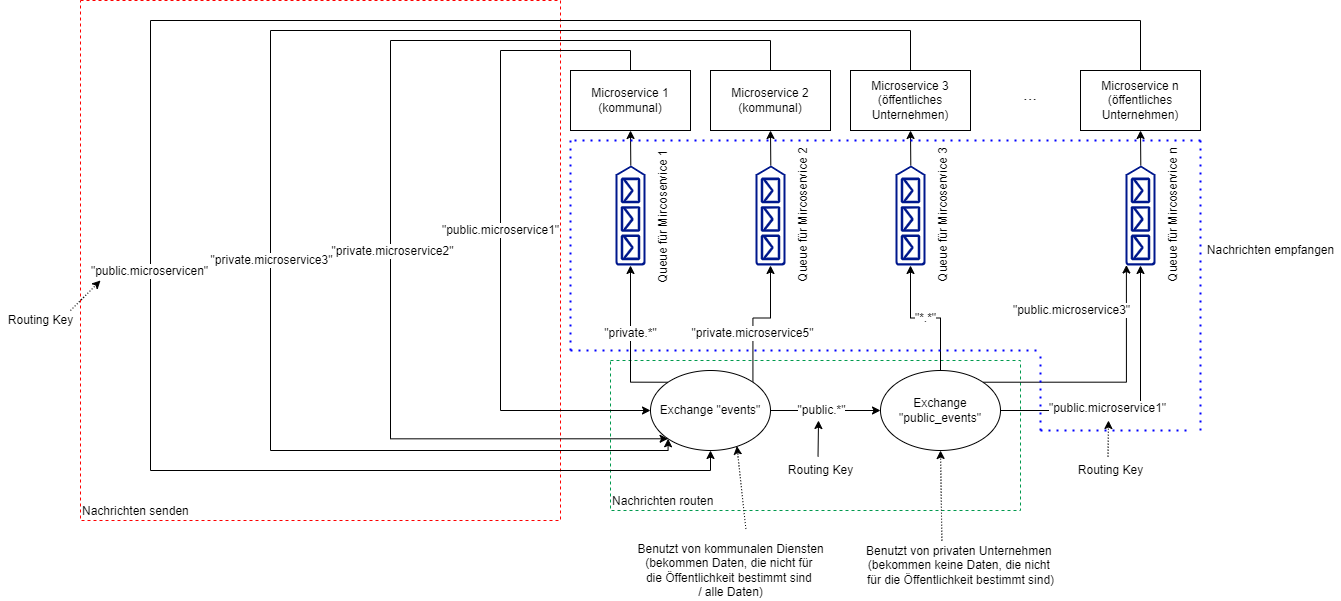 Microservice 1
(kommunal)
Microservice 2
(kommunal)
Microservice 3
(öffentliches
Unternehmen)
...
Microservice n
(öffentliches
Unternehmen)
Queue für Mircoservice 1
Queue für Mircoservice 2
Queue für Mircoservice 3
Queue für Mircoservice n
Nachrichten empfangen
"public.microservice1"
"private.microservice2"
"private.microservice3"
"public.microservicen"
Routing Key
"private.*"
"private.microservice5"
"*.*"
"public.microservice3"
Exchange "events"
"public.*"
Exchange
"public_events"
"public.microservice1"
Routing Key
Routing Key
Nachrichten senden
Nachrichten routen
Benutzt von kommunalen Diensten
(bekommen Daten, die nicht für
die Öffentlichkeit bestimmt sind
/ alle Daten)
Benutzt von privaten Unternehmen
(bekommen keine Daten, die nicht
für die Öffentlichkeit bestimmt sind)